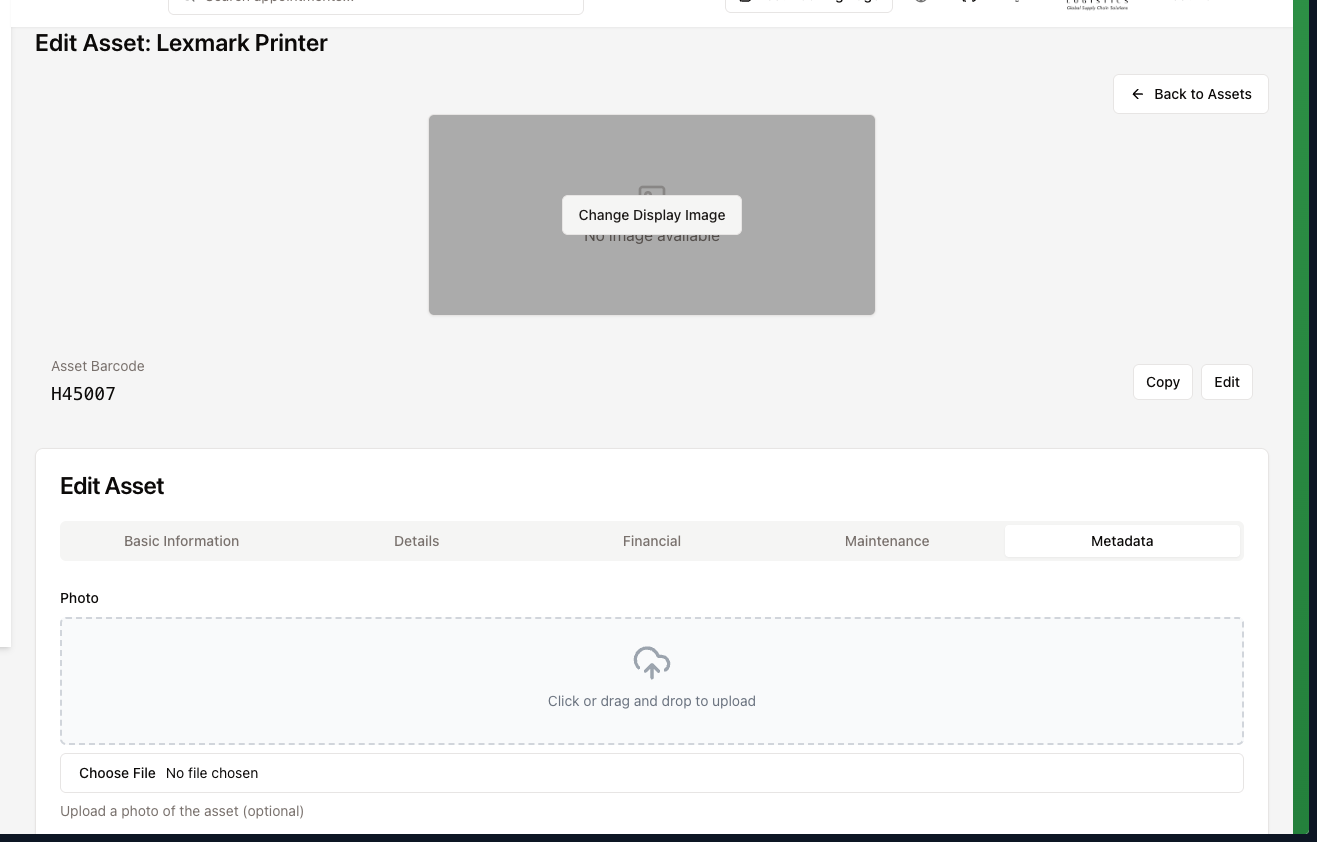 Edit Asset: Lexmark Printer
Back to Assets
Change Display Image
No image available
Asset Barcode
H45007
Copy
Edit
Edit Asset
Basic Information
Details
Financial
Maintenance
Metadata
Photo
Click or drag and drop to upload
Choose File No file chosen
Upload a photo of the asset (optional)